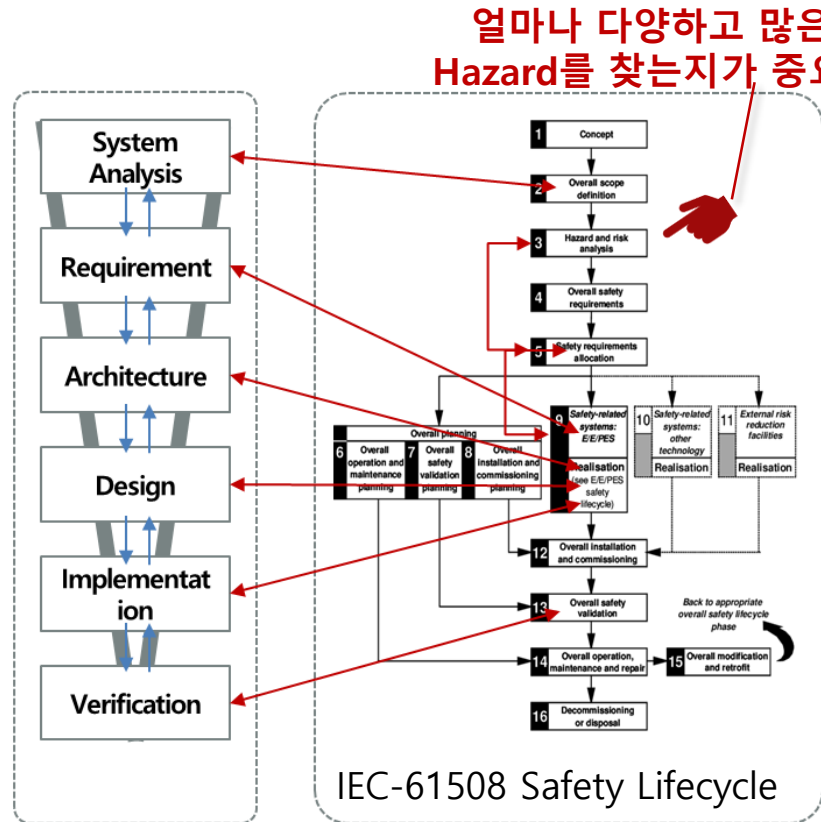 얼마나 다양하고 많은
Hazard를 찾는지가 중요
System
Analysis
Requirement
Architecture
Design
Implementat
ion
Verification
1 Concept
2 Overall scope
definition
3 Hazard and risk
analysis
4 Overall safety
requirements
5 Safety requirements
allocation
Overall planning
6 Overall
operation and
maintenance
planning
7 Overall
safety
validation
planning
8 Overall
installation and
commissioning
planning
9 Safety-related
systems:
E/E/PES
Realisation
(see E/E/PES
safety
lifecycle)
10 Safety-related
systems:
other
technology
Realisation
11 External risk
reduction
facilities
Realisation
12 Overall installation
and commissioning
13 Overall safety
validation
Back to appropriate
overall safety lifecycle
phase
14 Overall operation,
maintenance and repair
15 Overall modification
and retrofit
16 Decommissioning
or disposal
IEC-61508 Safety Lifecycle